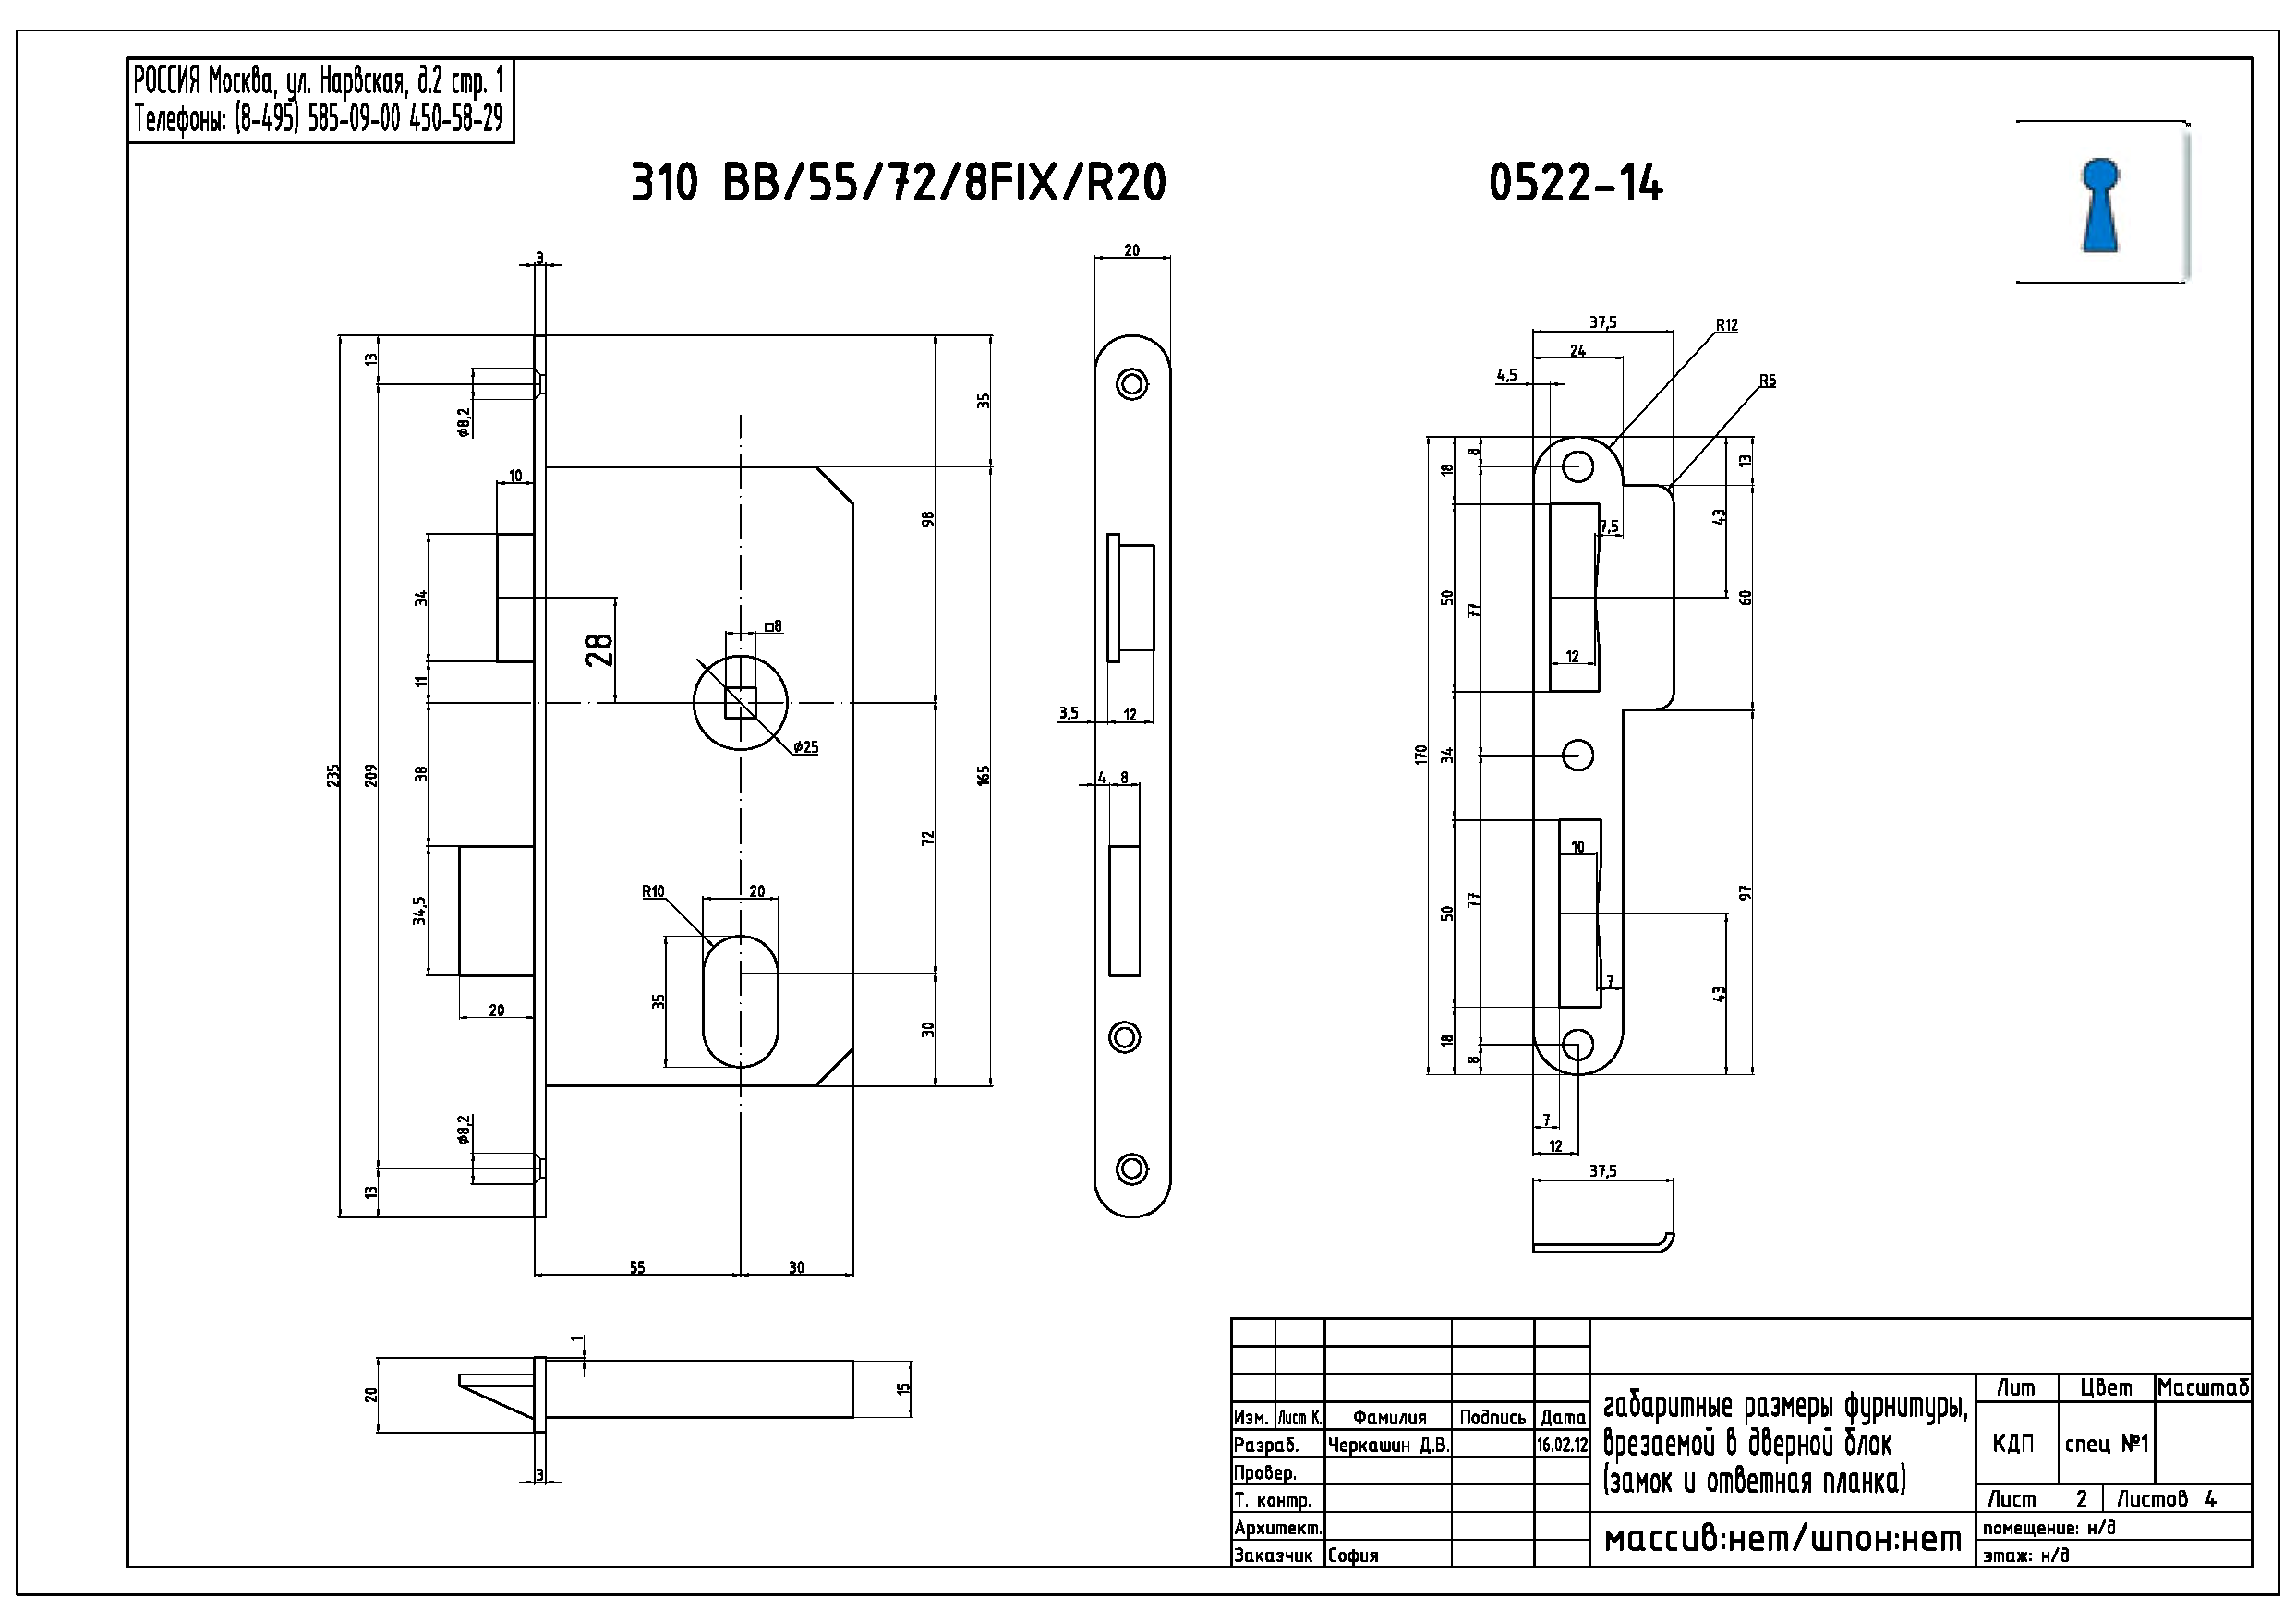 РОССИЯ Москва, ул. Нарвская, д.2 стр. 1
Телефоны: (8-495) 585-09-00 450-58-29
310 BB/55/72/8FIX/R20
0522-14
3
13
⌀8,2
10
34
11
28
38
235
209
34,5
20
⌀8,2
13
□8
⌀25
R10
20
35
98
35
72
165
30
55
30
20
3,5
12
4
8
37,5
24
4,5
R12
R5
18
8
13
43
7,5
50
77
60
12
170
34
10
50
77
97
7
43
18
8
7
12
37,5
1
20
15
3
Изм.
Лист К.
Фамилия
Подпись
Дата
Разраб.
Черкашин Д.В.
16.02.12
Провер.
Т. контр.
Архитект.
Заказчик
София
габаритные размеры фурнитуры,
врезаемой в дверной блок
(замок и ответная планка)
массив:нет/шпон:нет
Лит
Цвет
Масштаб
КДП
спец №1
Лист 2
Листов 4
помещение: н/д
этаж: н/д